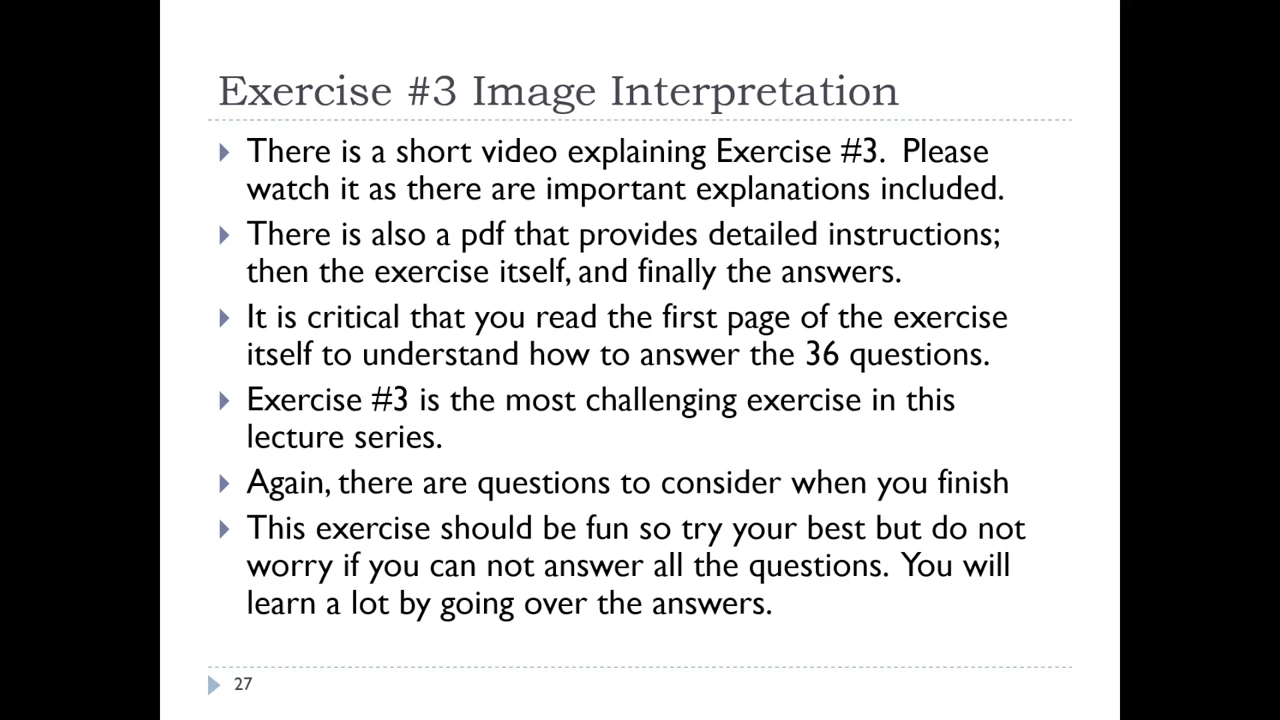 Exercise #3 Image Interpretation
There is a short video explaining Exercise #3.  Please
watch it as there are important explanations included.
There is also a pdf that provides detailed instructions;
then the exercise itself, and finally the answers.
It is critical that you read the first page of the exercise
itself to understand how to answer the 36 questions.
Exercise #3 is the most challenging exercise in this
lecture series.
Again, there are questions to consider when you finish
This exercise should be fun so try your best but do not
worry if you can not answer all the questions.  You will
learn a lot by going over the answers.
27